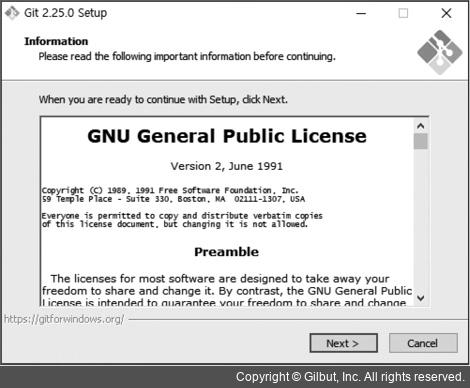 Git 2.25.0 Setup
Information
Please read the following important information before continuing.
When you are ready to continue with Setup, click Next.
GNU General Public License
Version 2, June 1991
Copyright (C) 1989, 1991 Free Software Foundation, Inc.
59 Temple Place - Suite 330, Boston, MA  02111-1307, USA
Everyone is permitted to copy and distribute verbatim copies
of this license document, but changing it is not allowed.
Preamble
The licenses for most software are designed to take away your
freedom to share and change it. By contrast, the GNU General Public
License is intended to guarantee your freedom to share and change
https://gitforwindows.org/
Next >
Cancel
Copyright © Gilbut, Inc. All rights reserved.